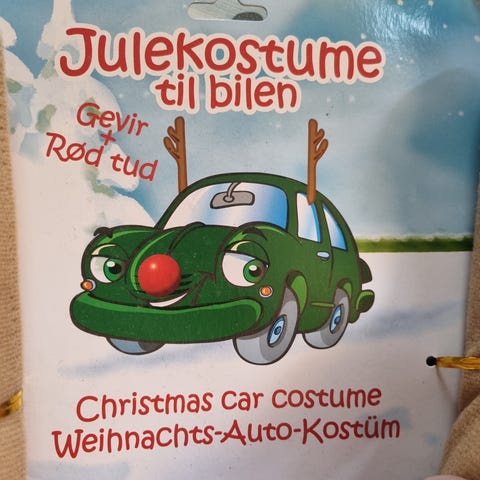 Julekostume
til bilen
Gevir
+
Rød tud
Christmas car costume
Weihnachts-Auto-Kostüm